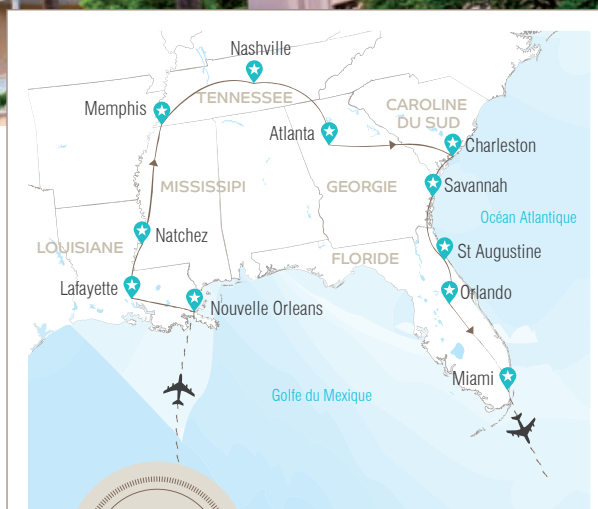 Nashville
TENNESSEE
Memphis
CAROLINE
DU SUD
Atlanta
Charleston
MISSISSIPI
GEORGIE
Savannah
Océan Atlantique
Natchez
LOUISIANE
FLORIDE
St Augustine
Lafayette
Orlando
Nouvelle Orleans
Miami
Golfe du Mexique